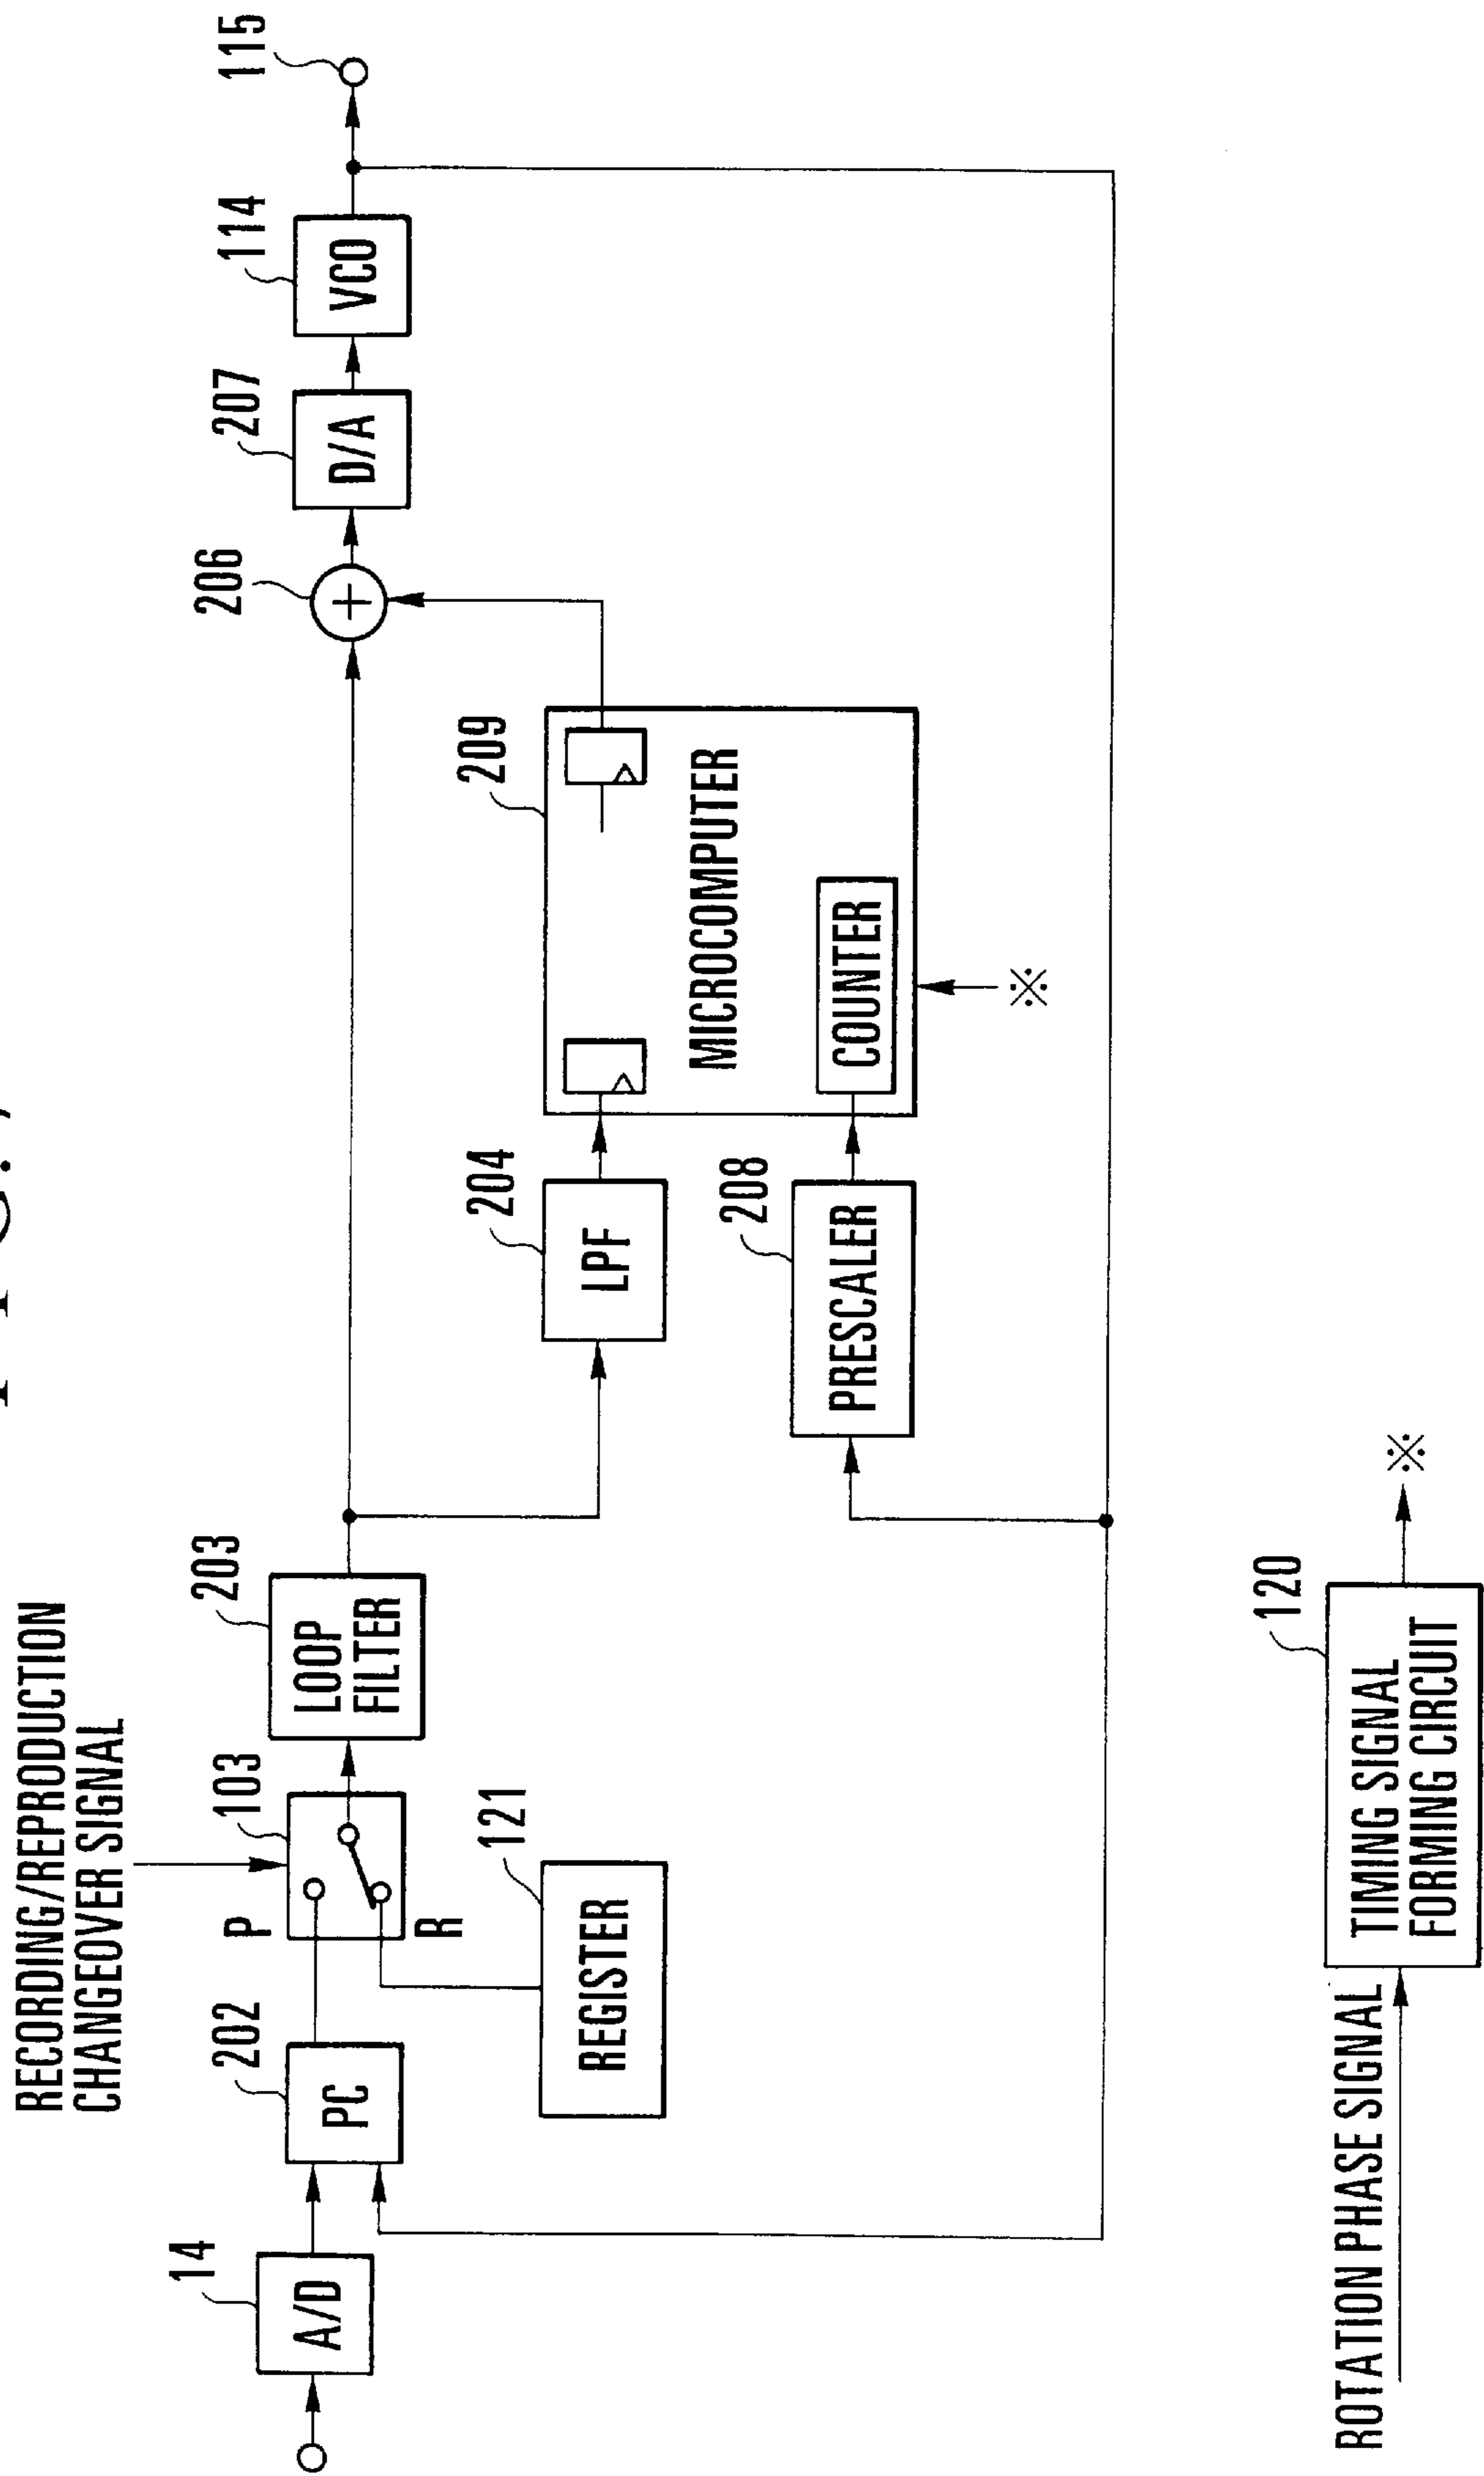 RECORDING/REPRODUCTION
CHANGEOVER SIGNAL
14
A/D
202
PC
P
R
103
121
REGISTER
203
LOOP
FILTER
204
LPF
208
PRESCALER
209
MICROCOMPUTER
COUNTER
※
206
+
207
D/A
114
VCO
115
ROTATION PHASE SIGNAL
120
TIMING SIGNAL
FORMING CIRCUIT
※